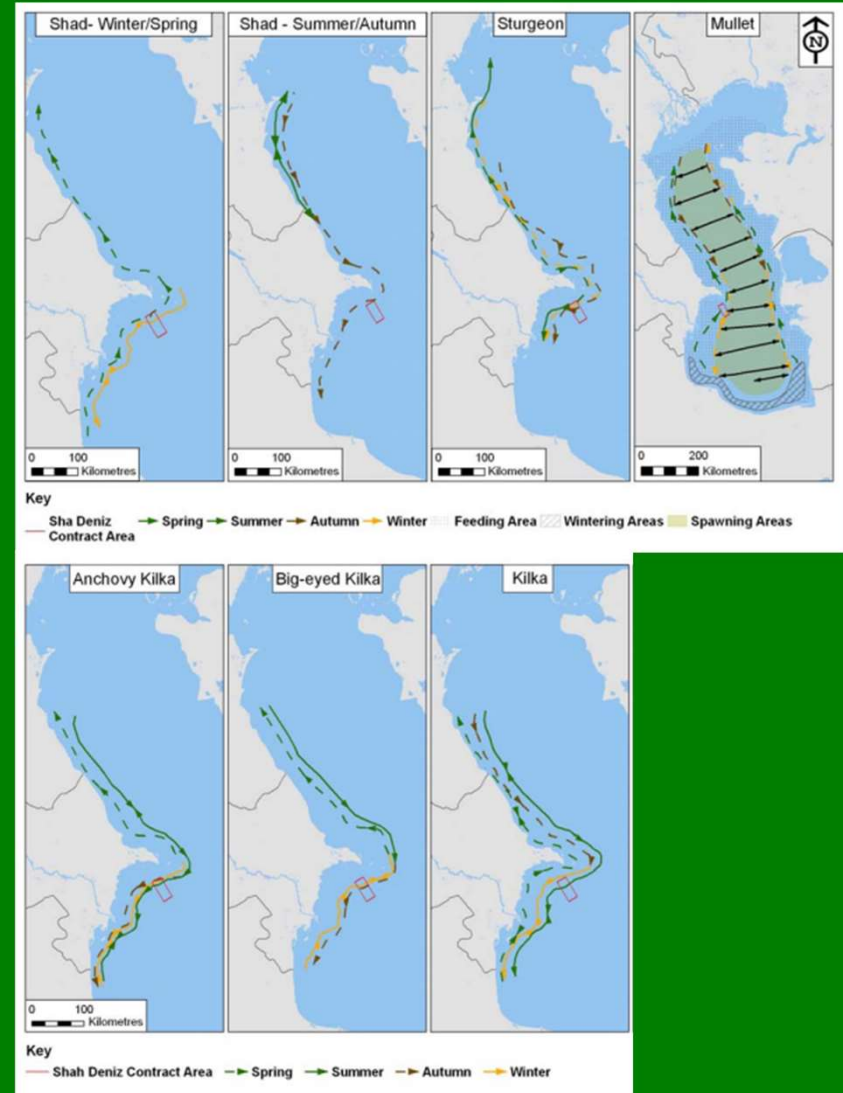 Shad- Winter/Spring
Shad - Summer/Autumn
Sturgeon
Mullet
N
0 100
Kilometres
0 100
Kilometres
0 100
Kilometres
0 200
Kilometres
Key
Sha Deniz Contract Area
Spring
Summer
Autumn
Winter
Feeding Area
Wintering Areas
Spawning Areas
Anchovy Kilka
Big-eyed Kilka
Kilka
0 100
Kilometres
Key
Shah Deniz Contract Area
Spring
Summer
Autumn
Winter